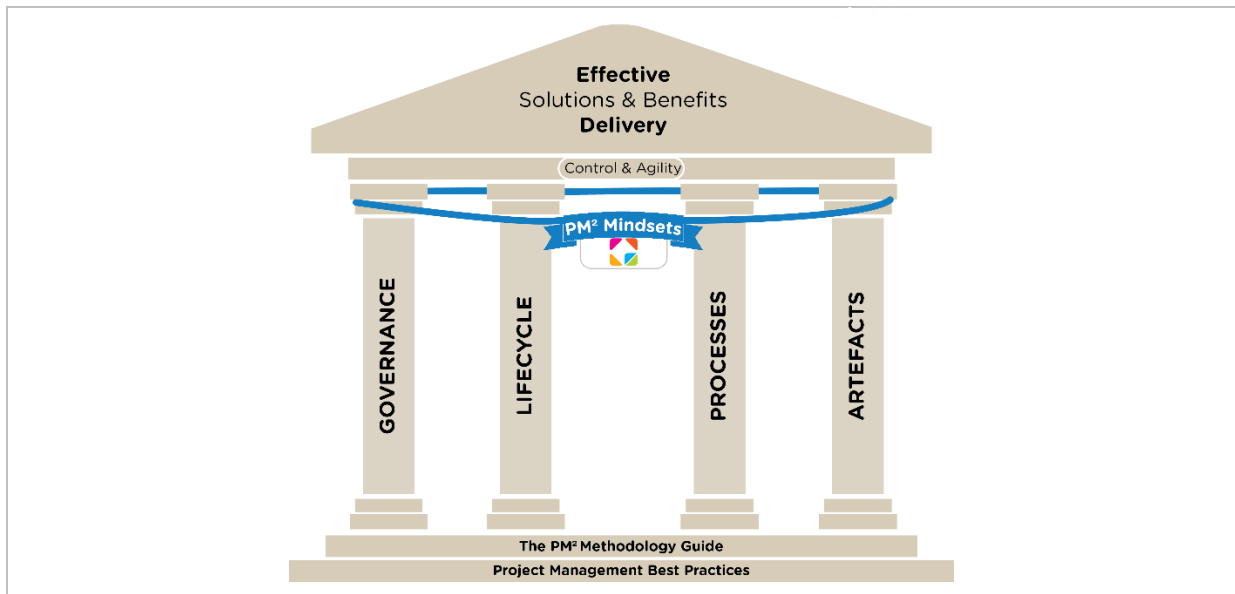 Effective
Solutions & Benefits
Delivery
Control & Agility
PM² Mindsets
GOVERNANCE
LIFECYCLE
PROCESSES
ARTEFACTS
The PM² Methodology Guide
Project Management Best Practices